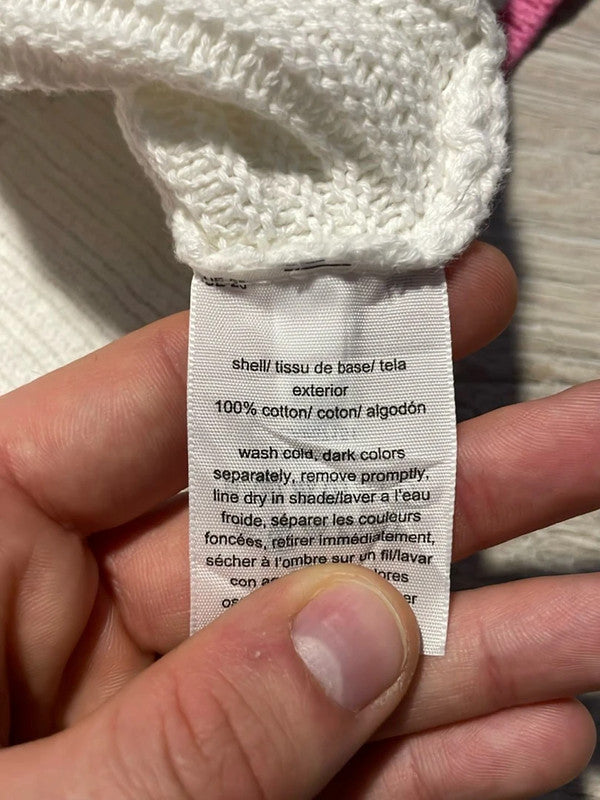 shell/ tissu de base/ tela
exterior
100% cotton/ coton/ algodón
wash cold, dark colors
separately, remove promptly,
line dry in shade/laver a l'eau
froide, séparer les couleurs
foncées, retirer immédiatement,
sécher à l'ombre sur un fil/lavar
con